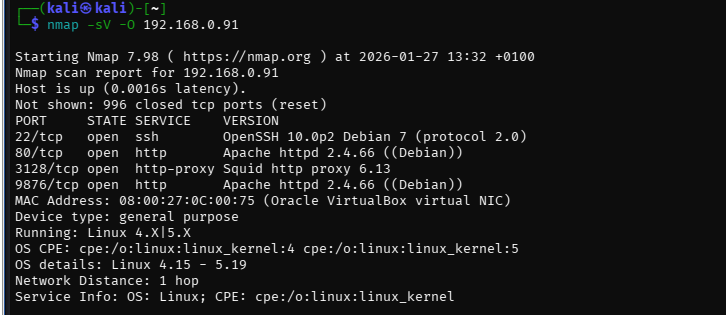 ┌──(kali㉿kali)-[~]
└─$ nmap -sV -O 192.168.0.91
Starting Nmap 7.98 ( https://nmap.org ) at 2026-01-27 13:32 +0100
Nmap scan report for 192.168.0.91
Host is up (0.0016s latency).
Not shown: 996 closed tcp ports (reset)
PORT     STATE SERVICE    VERSION
22/tcp   open  ssh        OpenSSH 10.0p2 Debian 7 (protocol 2.0)
80/tcp   open  http       Apache httpd 2.4.66 ((Debian))
3128/tcp open  http-proxy Squid http proxy 6.13
9876/tcp open  http       Apache httpd 2.4.66 ((Debian))
MAC Address: 08:00:27:0C:00:75 (Oracle VirtualBox virtual NIC)
Device type: general purpose
Running: Linux 4.X|5.X
OS CPE: cpe:/o:linux:linux_kernel:4 cpe:/o:linux:linux_kernel:5
OS details: Linux 4.15 - 5.19
Network Distance: 1 hop
Service Info: OS: Linux; CPE: cpe:/o:linux:linux_kernel